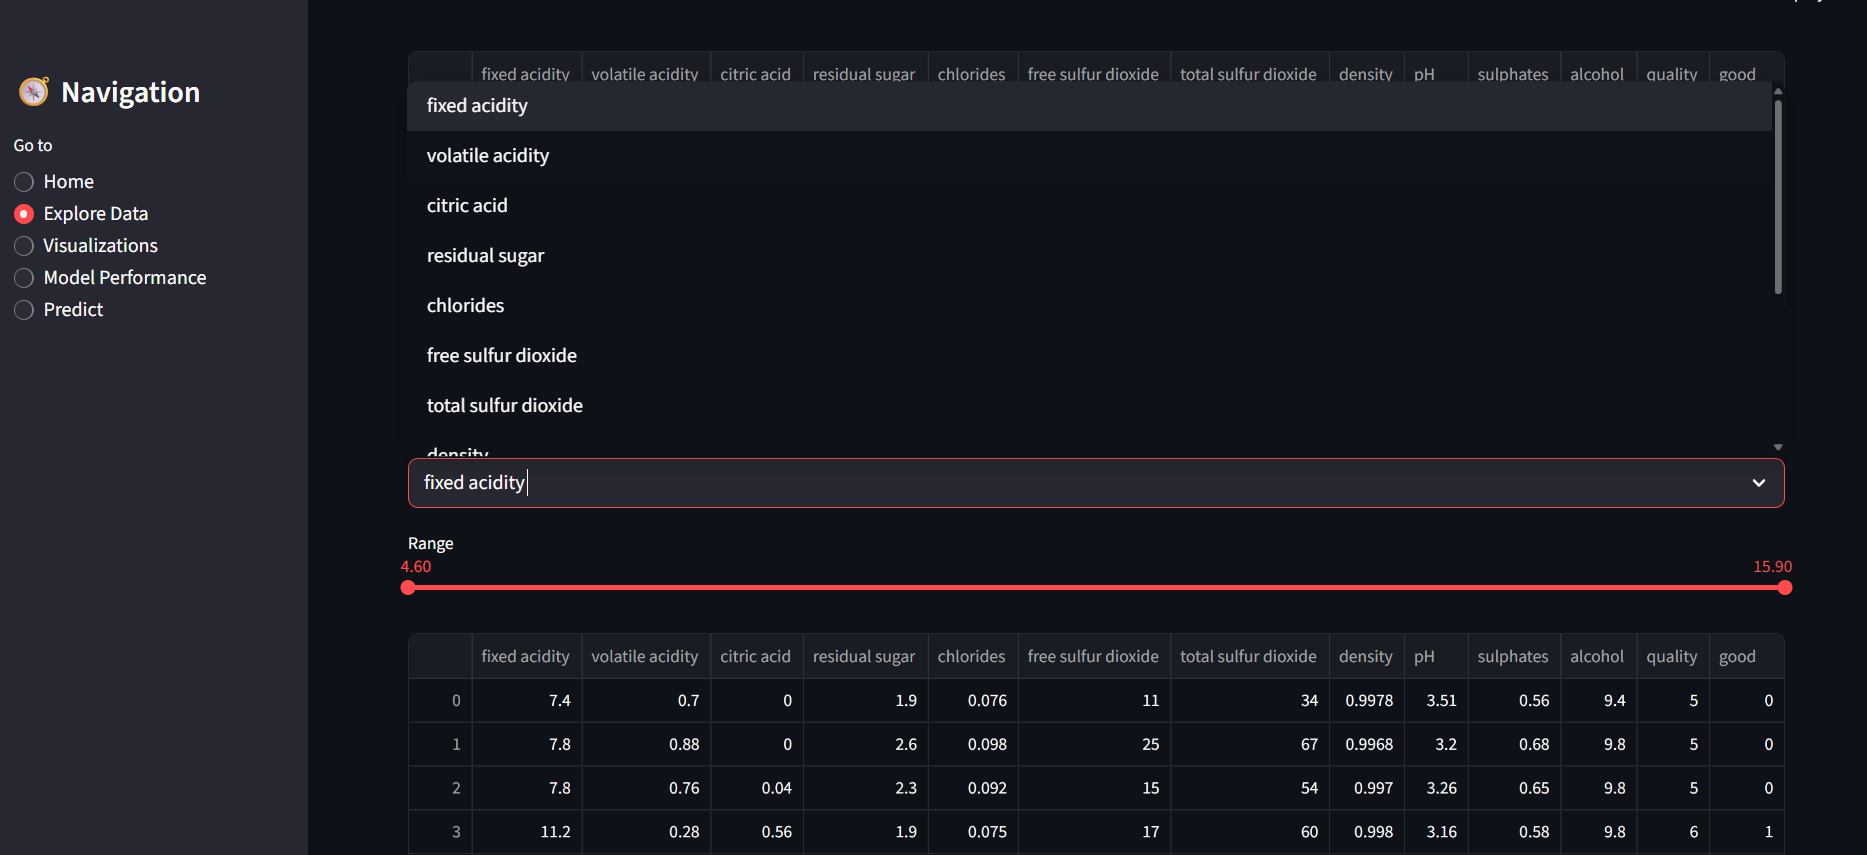 Navigation
Go to
Home
Explore Data
Visualizations
Model Performance
Predict
fixed acidity volatile acidity citric acid residual sugar chlorides free sulfur dioxide total sulfur dioxide density pH sulphates alcohol quality good
fixed acidity
volatile acidity
citric acid
residual sugar
chlorides
free sulfur dioxide
total sulfur dioxide
density
fixed acidity
Range
4.60 15.90
fixed acidity volatile acidity citric acid residual sugar chlorides free sulfur dioxide total sulfur dioxide density pH sulphates alcohol quality good
0 7.4 0.7 0 1.9 0.076 11 34 0.9978 3.51 0.56 9.4 5 0
1 7.8 0.88 0 2.6 0.098 25 67 0.9968 3.2 0.68 9.8 5 0
2 7.8 0.76 0.04 2.3 0.092 15 54 0.997 3.26 0.65 9.8 5 0
3 11.2 0.28 0.56 1.9 0.075 17 60 0.998 3.16 0.58 9.8 6 1